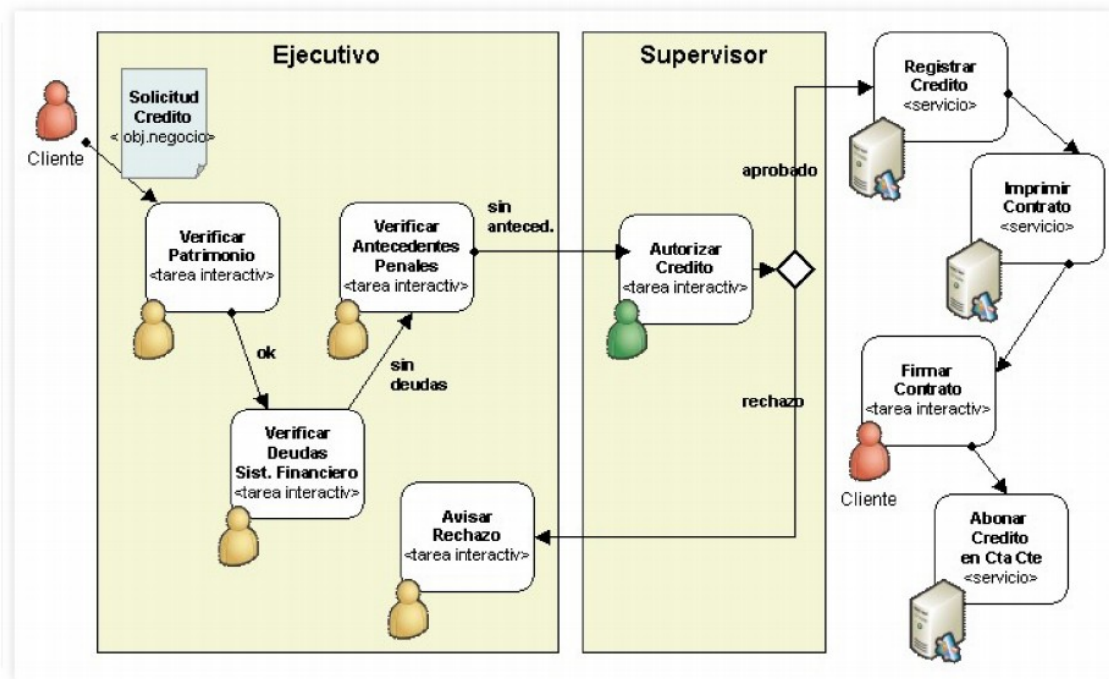 Ejecutivo
Solicitud
Credito
< obj.negocio>
Cliente
Verificar
Patrimonio
<tarea interactiv>
ok
Verificar
Deudas
Sist. Financiero
<tarea interactiv>
sin
deudas
Verificar
Antecedentes
Penales
<tarea interactiv>
sin
anteced.
Avisar
Rechazo
<tarea interactiv>
Supervisor
Autorizar
Credito
<tarea interactiv>
aprobado
rechazo
Registrar
Credito
<servicio>
Imprimir
Contrato
<servicio>
Firmar
Contrato
<tarea interactiv>
Cliente
Abonar
Credito
en Cta Cte
<servicio>